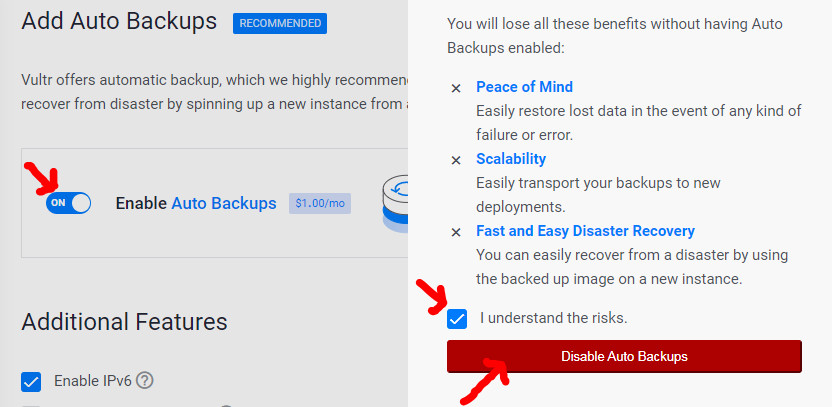 Add Auto Backups RECOMMENDED
Vultr offers automatic backup, which we highly recommen
recover from disaster by spinning up a new instance from
ON Enable Auto Backups $1.00/mo
Additional Features
Enable IPv6 ?
You will lose all these benefits without having Auto
Backups enabled:
× Peace of Mind
Easily restore lost data in the event of any kind of
failure or error.
× Scalability
Easily transport your backups to new
deployments.
× Fast and Easy Disaster Recovery
You can easily recover from a disaster by using
the backed up image on a new instance.
I understand the risks.
Disable Auto Backups